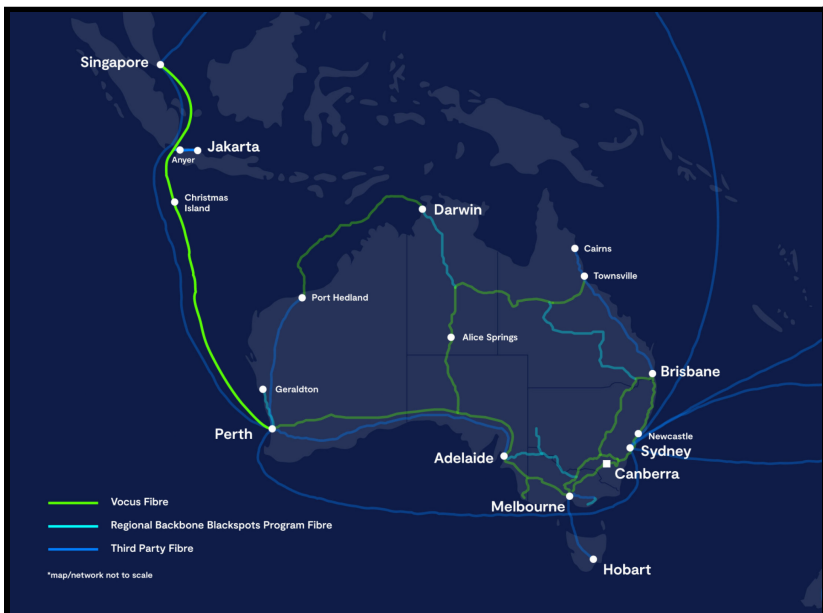 Singapore
Jakarta
Anyer
Christmas
Island
Darwin
Cairns
Townsville
Port Hedland
Alice Springs
Brisbane
Geraldton
Perth
Newcastle
Sydney
Adelaide
Canberra
Melbourne
Vocus Fibre
Regional Backbone Blackspots Program Fibre
Third Party Fibre
Hobart
*map/network not to scale